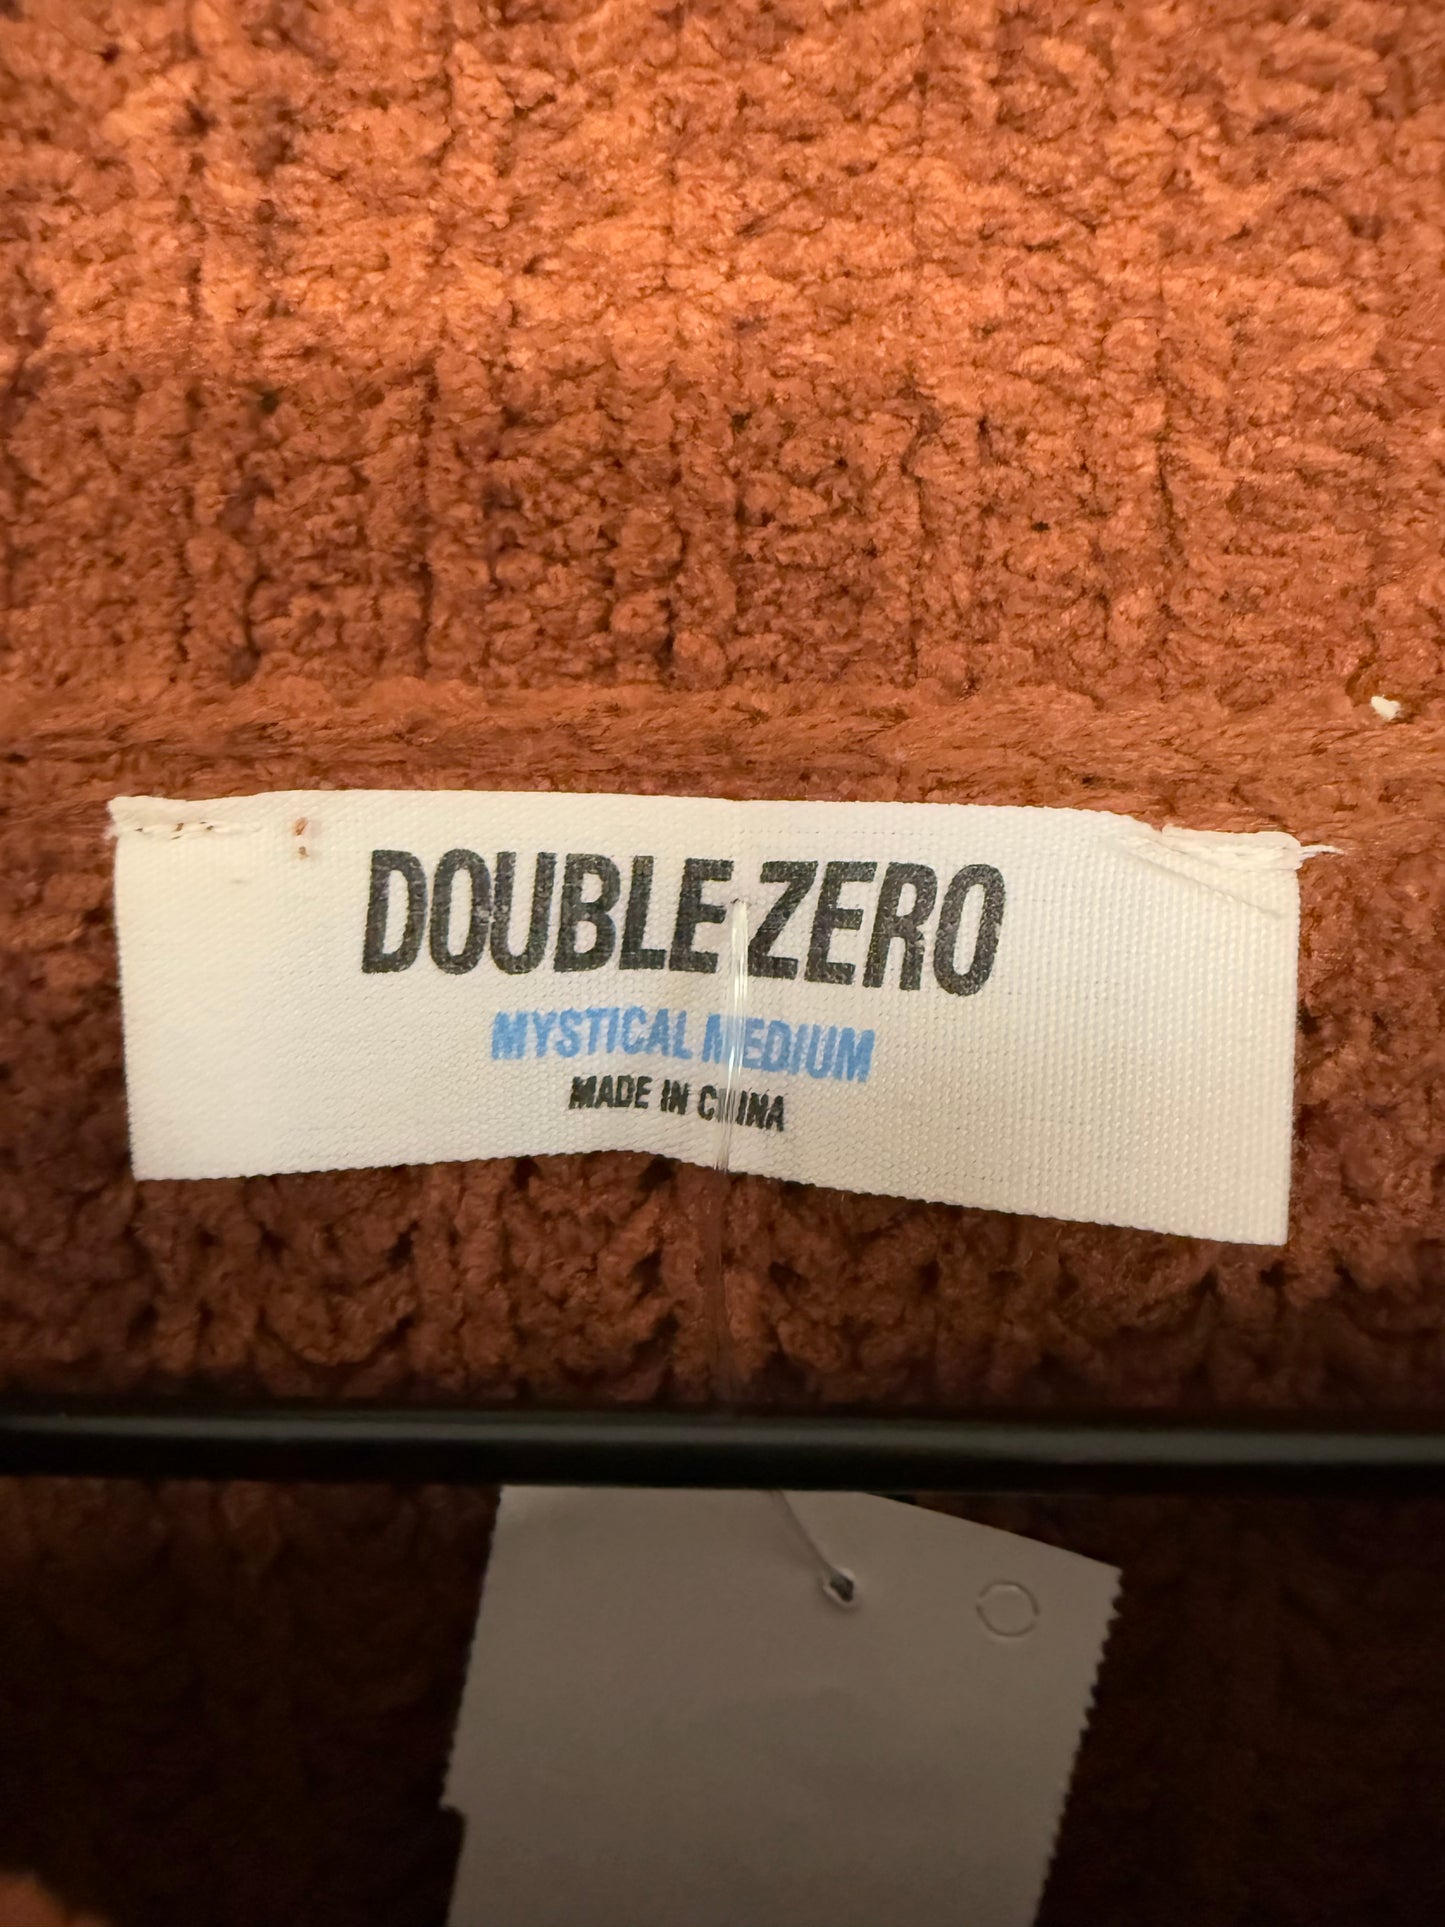 DOUBLE ZERO
MYSTICAL MEDIUM
MADE IN CHINA